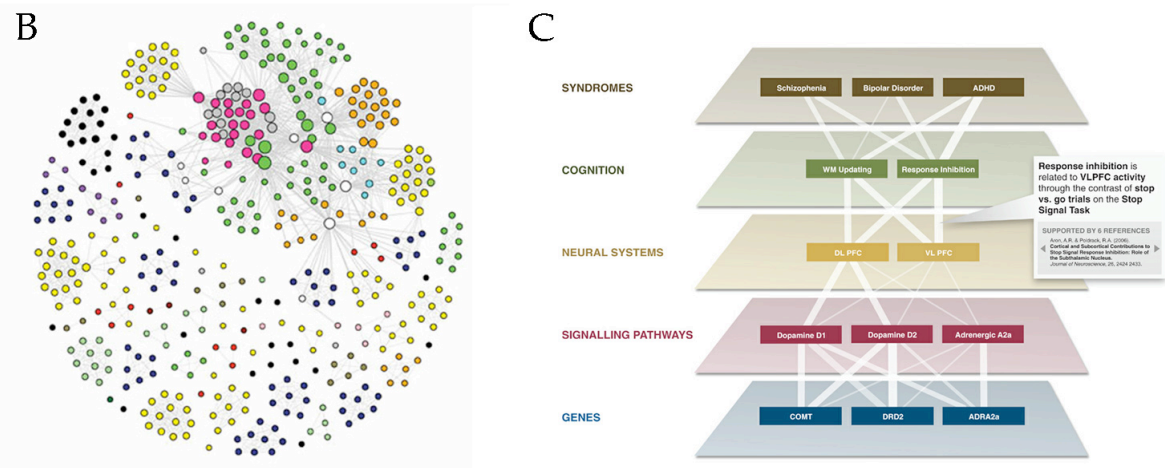 B
C
SYNDROMES
Schizophenia
Bipolar Disorder
ADHD
COGNITION
WM Updating
Response Inhibition
Response inhibition is
related to VLPFC activity
through the contrast of stop
vs. go trials on the Stop
Signal Task
SUPPORTED BY 6 REFERENCES
Aron, A.R. & Poldrack, R.A. (2006).
Cortical and Subcortical Contributions to
Stop Signal Response Inhibition: Role of
the Subthalamic Nucleus.
Journal of Neuroscience, 26, 2424 2433.
NEURAL SYSTEMS
DL PFC
VL PFC
SIGNALLING PATHWAYS
Dopamine D1
Dopamine D2
Adrenergic A2a
GENES
COMT
DRD2
ADRA2a